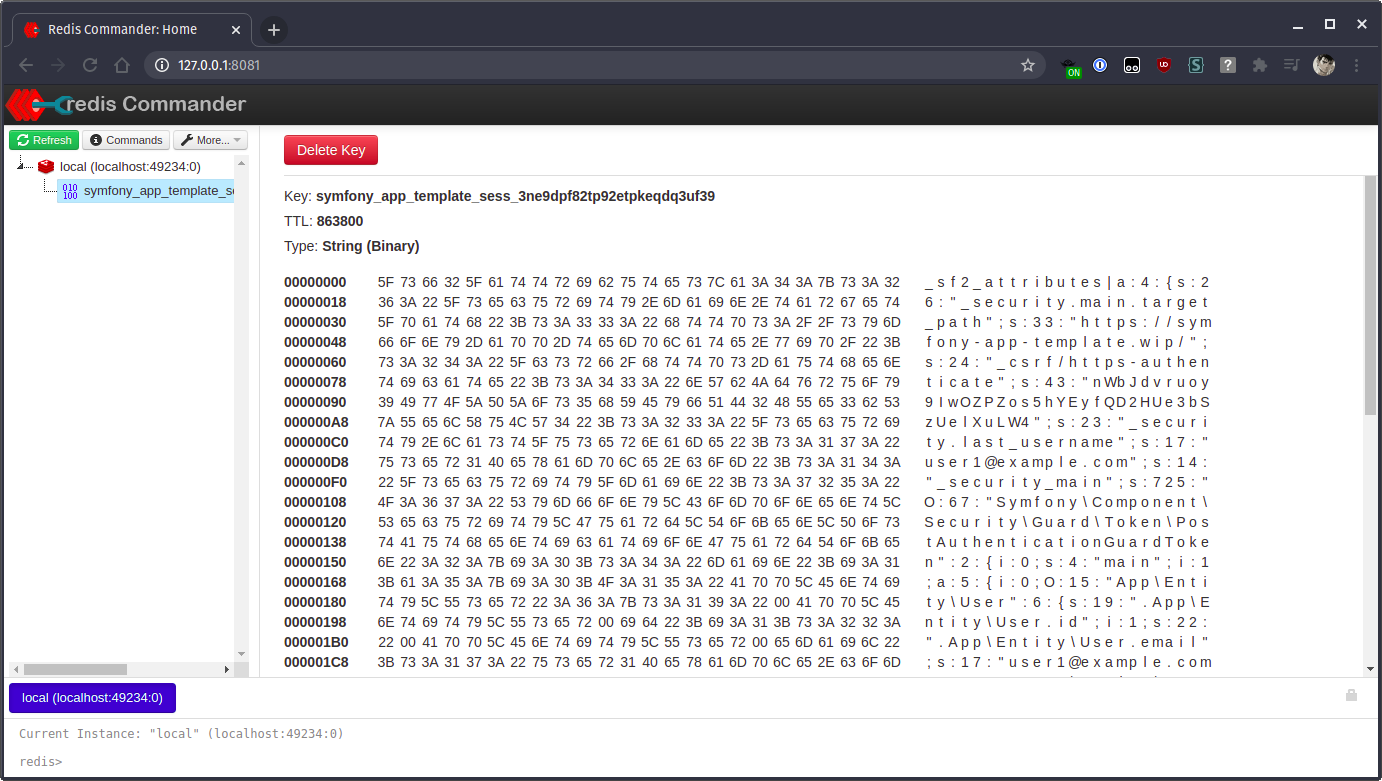 Redis Commander: Home
127.0.0.1:8081
ON
UD
S
?
redis Commander
Refresh
Commands
More...
local (localhost:49234:0)
010
100
symfony_app_template_s
Delete Key
Key: symfony_app_template_sess_3ne9dpf82tp92etpkeqdq3uf39
TTL: 863800
Type: String (Binary)
00000000 5F 73 66 32 5F 61 74 74 72 69 62 75 74 65 73 7C 61 3A 34 3A 7B 73 3A 32 _sf2_attributes|a:4:{s:2
00000018 36 3A 22 5F 73 65 63 75 72 69 74 79 2E 6D 61 69 6E 2E 74 61 72 67 65 74 6:"_security.main.target
00000030 5F 70 61 74 68 22 3B 73 3A 33 33 3A 22 68 74 74 70 73 3A 2F 2F 73 79 6D _path";s:33:"https://sym
00000048 66 6F 6E 79 2D 61 70 70 2D 74 65 6D 70 6C 61 74 65 2E 77 69 70 2F 22 3B fony-app-template.wip/";
00000060 73 3A 32 34 3A 22 5F 63 73 72 66 2F 68 74 74 70 73 2D 61 75 74 68 65 6E s:24:"_csrf/https-authen
00000078 74 69 63 61 74 65 22 3B 73 3A 34 33 3A 22 6E 57 62 4A 64 76 72 75 6F 79 ticate";s:43:"nWbJdvruoy
00000090 39 49 77 4F 5A 50 5A 6F 73 35 68 59 45 79 66 51 44 32 48 55 65 33 62 53 9IwOZPZos5hYEyfQD2HUe3bS
000000A8 7A 55 65 6C 58 75 4C 57 34 22 3B 73 3A 32 33 3A 22 5F 73 65 63 75 72 69 zUelXuLW4";s:23:"_securi
000000C0 74 79 2E 6C 61 73 74 5F 75 73 65 72 6E 61 6D 65 22 3B 73 3A 31 37 3A 22 ty.last_username";s:17:"
000000D8 75 73 65 72 31 40 65 78 61 6D 70 6C 65 2E 63 6F 6D 22 3B 73 3A 31 34 3A user1@example.com";s:14:
000000F0 22 5F 73 65 63 75 72 69 74 79 5F 6D 61 69 6E 22 3B 73 3A 37 32 35 3A 22 "_security_main";s:725:"
00000108 4F 3A 36 37 3A 22 53 79 6D 66 6F 6E 79 5C 43 6F 6D 70 6F 6E 65 6E 74 5C O:67:"Symfony\Component\
00000120 53 65 63 75 72 69 74 79 5C 47 75 61 72 64 5C 54 6F 6B 65 6E 5C 50 6F 73 Security\Guard\Token\Pos
00000138 74 41 75 74 68 65 6E 74 69 63 61 74 69 6F 6E 47 75 61 72 64 54 6F 6B 65 tAuthenticationGuardToke
00000150 6E 22 3A 32 3A 7B 69 3A 30 3B 73 3A 34 3A 22 6D 61 69 6E 22 3B 69 3A 31 n":2:{i:0;s:4:"main";i:1
00000168 3B 61 3A 35 3A 7B 69 3A 30 3B 4F 3A 31 35 3A 22 41 70 70 5C 45 6E 74 69 ;a:5:{i:0;O:15:"App\Enti
00000180 74 79 5C 55 73 65 72 22 3A 36 3A 7B 73 3A 31 39 3A 22 00 41 70 70 5C 45 ty\User":6:{s:19:".App\E
00000198 6E 74 69 74 79 5C 55 73 65 72 00 69 64 22 3B 69 3A 31 3B 73 3A 32 32 3A ntity\User.id";i:1;s:22:
000001B0 22 00 41 70 70 5C 45 6E 74 69 74 79 5C 55 73 65 72 00 65 6D 61 69 6C 22 ".App\Entity\User.email"
000001C8 3B 73 3A 31 37 3A 22 75 73 65 72 31 40 65 78 61 6D 70 6C 65 2E 63 6F 6D ;s:17:"user1@example.com
local (localhost:49234:0)
Current Instance: "local" (localhost:49234:0)
redis>